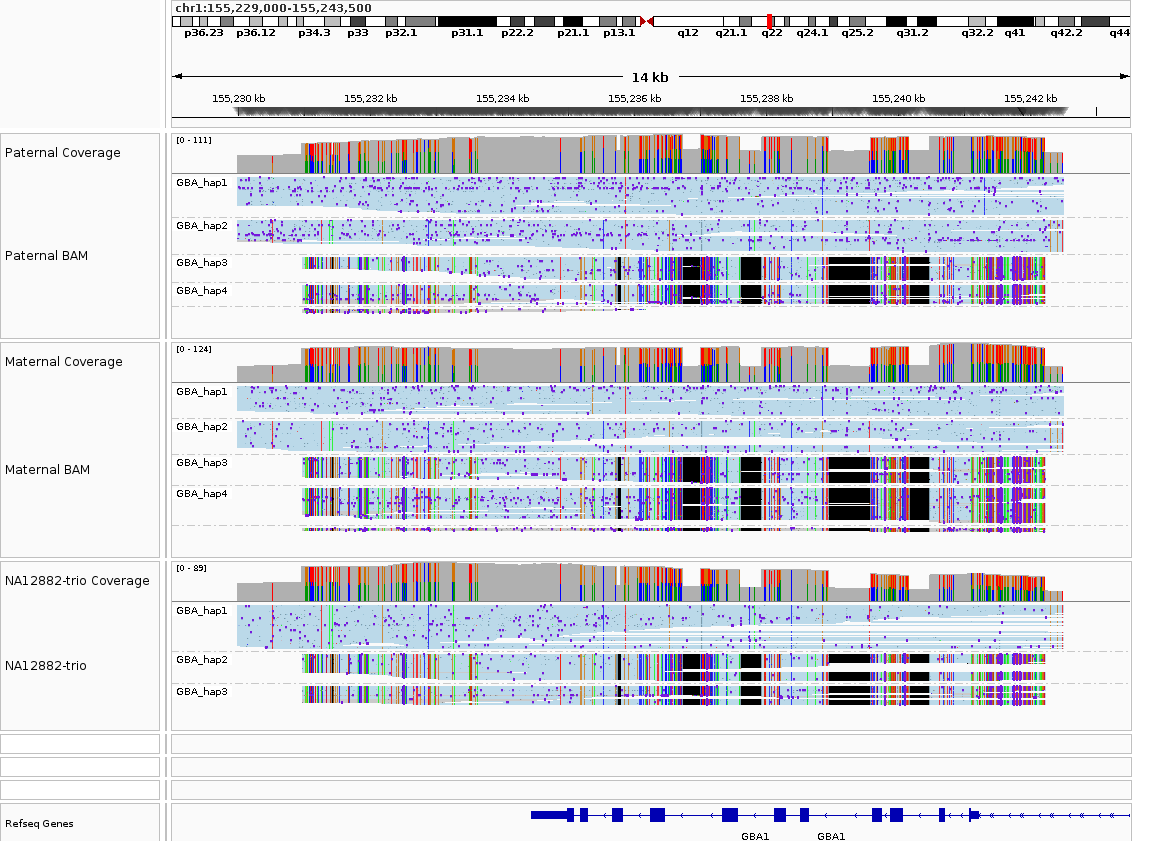 chr1:155,229,000-155,243,500
p36.23 p36.12 p34.3 p33 p32.1 p31.1 p22.2 p21.1 p13.1 q12 q21.1 q22 q24.1 q25.2 q31.2 q32.2 q41 q42.2 q44
14 kb
155,230 kb 155,232 kb 155,234 kb 155,236 kb 155,238 kb 155,240 kb 155,242 kb
Paternal Coverage
[0 - 111]
GBA_hap1
GBA_hap2
Paternal BAM
GBA_hap3
GBA_hap4
Maternal Coverage
[0 - 124]
GBA_hap1
GBA_hap2
Maternal BAM
GBA_hap3
GBA_hap4
NA12882-trio Coverage
[0 - 89]
GBA_hap1
NA12882-trio
GBA_hap2
GBA_hap3
Refseq Genes
GBA1 GBA1